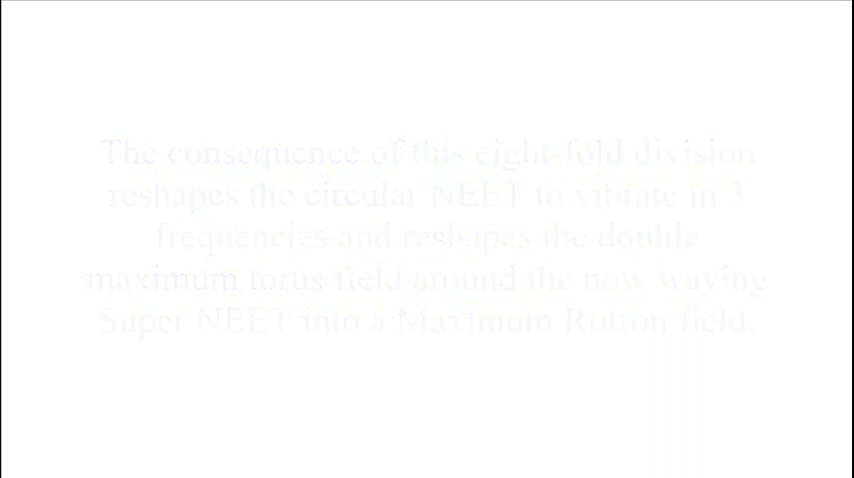 The consequence of this eight-fold division
reshapes the circular NEET to vibrate in 3
frequencies and reshapes the double
maximum torus field around the now waving
Super NEET into a Maximum Rotron field.